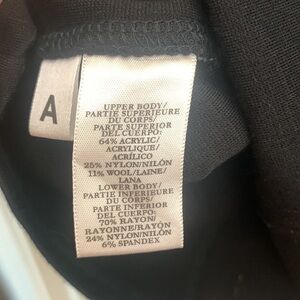 A
UPPER BODY/
PARTIE SUPERIEURE
DU CORPS/
PARTE SUPERIOR
DEL CUERPO:
64% ACRYLIC/
ACRYLIQUE/
ACRÍLICO
25% NYLON/NILÓN
11% WOOL/LAINE/
LANA
LOWER BODY/
PARTIE INFERIEURE
DU CORPS/
PARTE INFERIOR
DEL CUERPO:
70% RAYON/
RAYONNE/RAYÓN
24% NYLON/NILÓN
6% SPANDEX